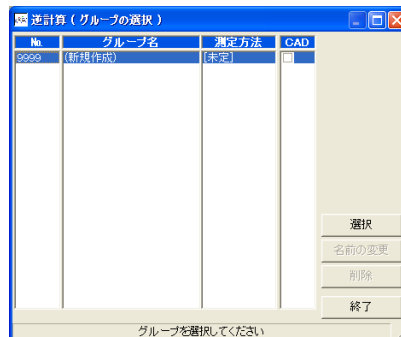 逆計算 ( グループの選択 )
No. グループ名 測定方法 CAD
9999 (新規作成) [未定]
選択
名前の変更
削除
終了
グループを選択してください